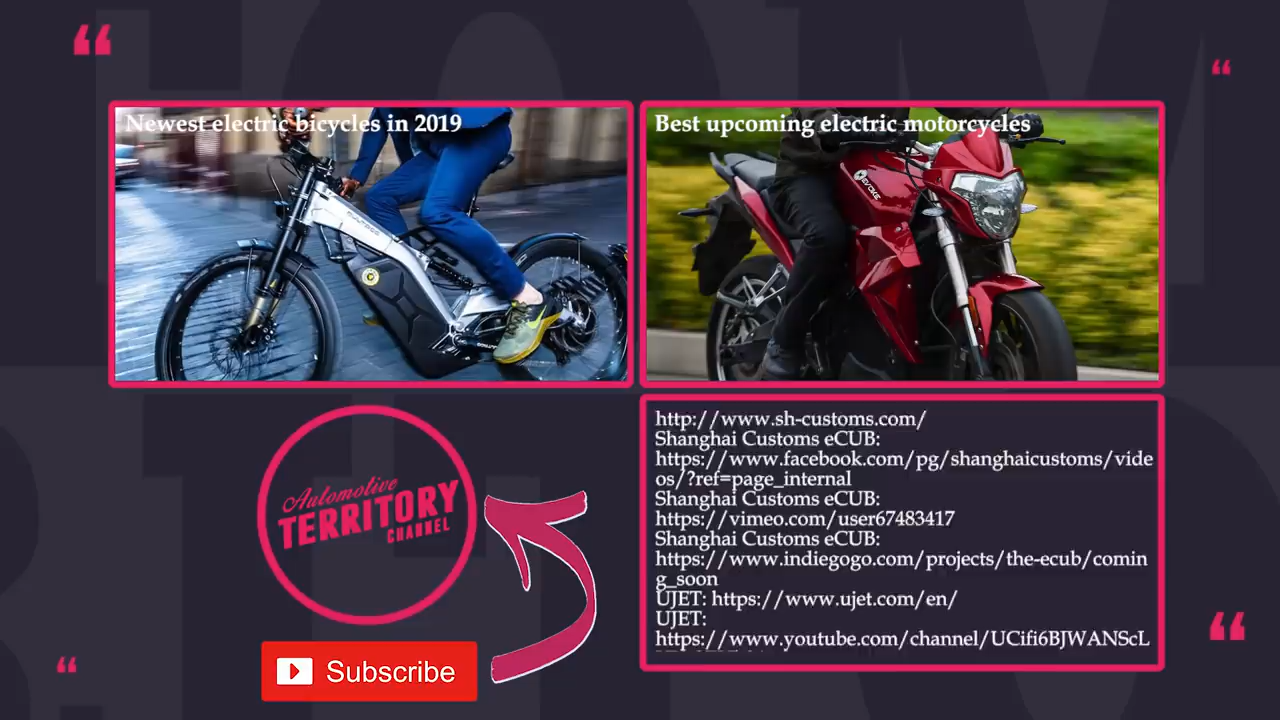 Newest electric bicycles in 2019
Best upcoming electric motorcycles
EVOKE
http://www.sh-customs.com/
Shanghai Customs eCUB:
https://www.facebook.com/pg/shanghaicustoms/vide
os/?ref=page_internal
Shanghai Customs eCUB:
https://vimeo.com/user67483417
Shanghai Customs eCUB:
https://www.indiegogo.com/projects/the-ecub/comin
g_soon
UJET: https://www.ujet.com/en/
UJET:
https://www.youtube.com/channel/UCifi6BJWANScL
Automotive
TERRITORY
CHANNEL
Subscribe